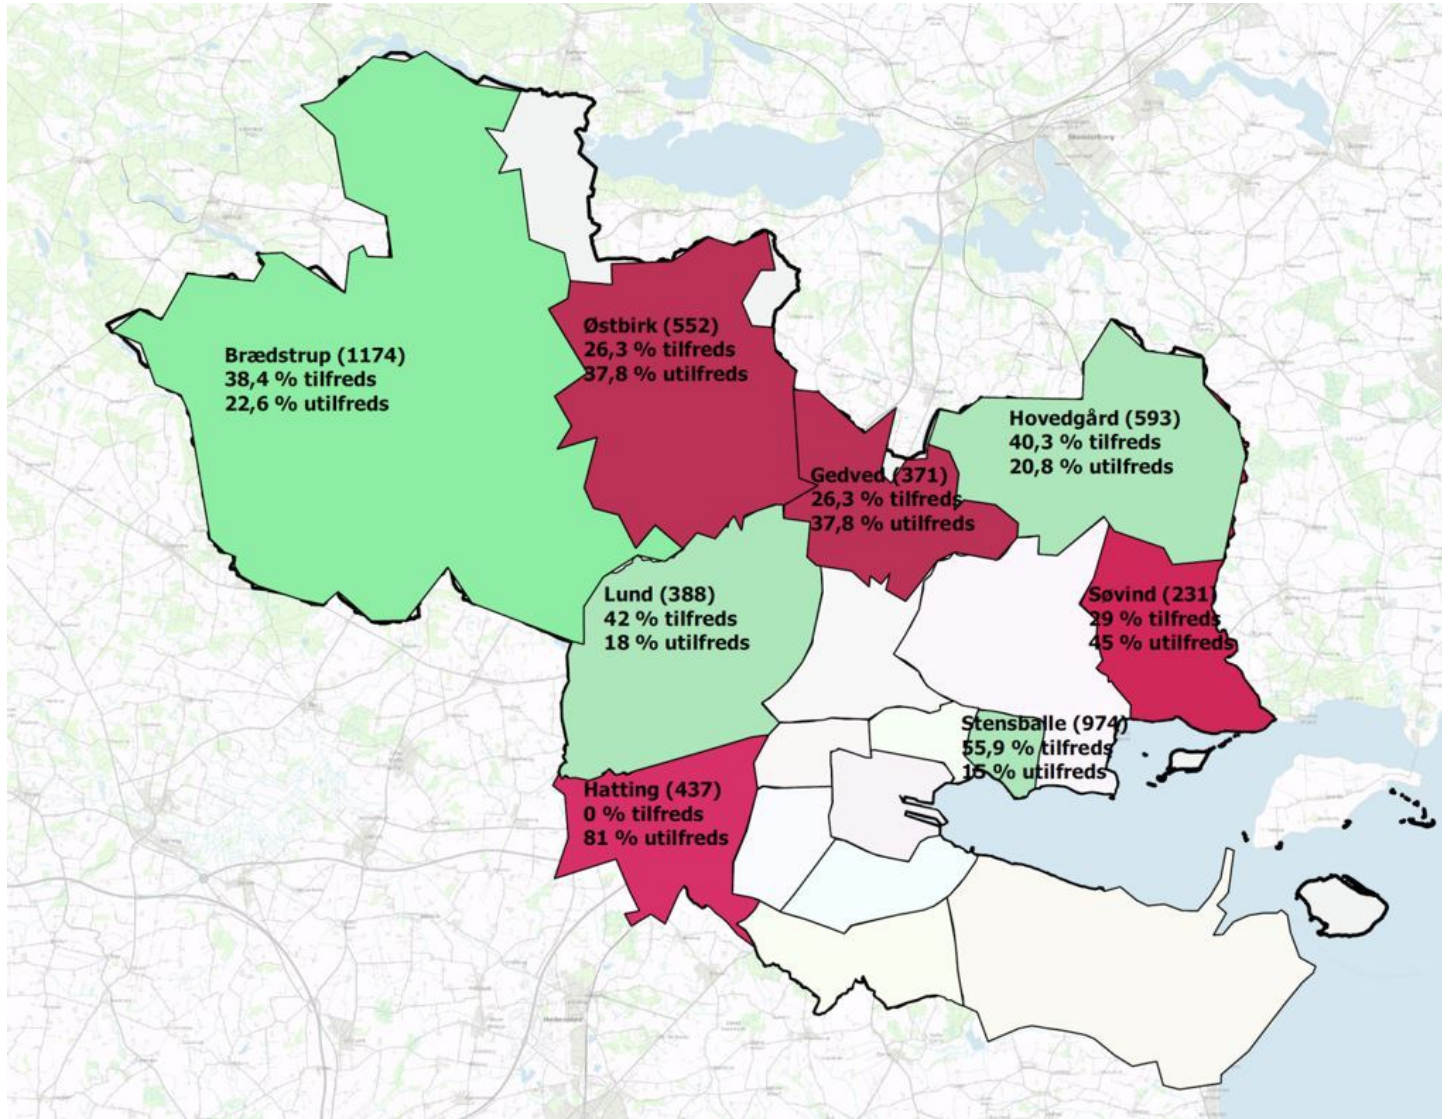 Brædstrup (1174)
38,4 % tilfreds
22,6 % utilfreds
Østbirk (552)
26,3 % tilfreds
37,8 % utilfreds
Hovedgård (593)
40,3 % tilfreds
20,8 % utilfreds
Gedved (371)
26,3 % tilfreds
37,8 % utilfreds
Lund (388)
42 % tilfreds
18 % utilfreds
Søvind (231)
29 % tilfreds
45 % utilfreds
Stensballe (974)
55,9 % tilfreds
15 % utilfreds
Hatting (437)
0 % tilfreds
81 % utilfreds